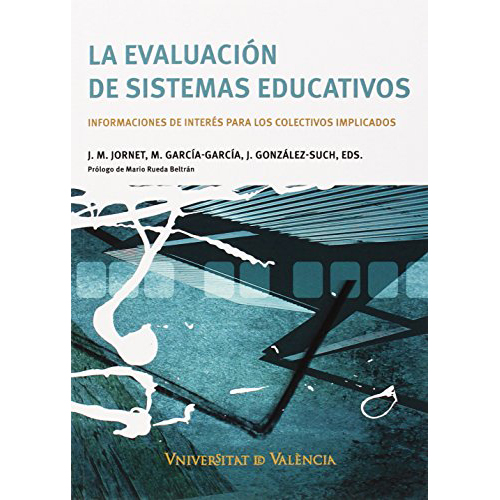 LA EVALUACIÓN
DE SISTEMAS EDUCATIVOS
INFORMACIONES DE INTERÉS PARA LOS COLECTIVOS IMPLICADOS
J. M. JORNET, M. GARCÍA-GARCÍA, J. GONZÁLEZ-SUCH, EDS.
Prólogo de Mario Rueda Beltrán
VNIVERSITAT ID VALÈNCIA